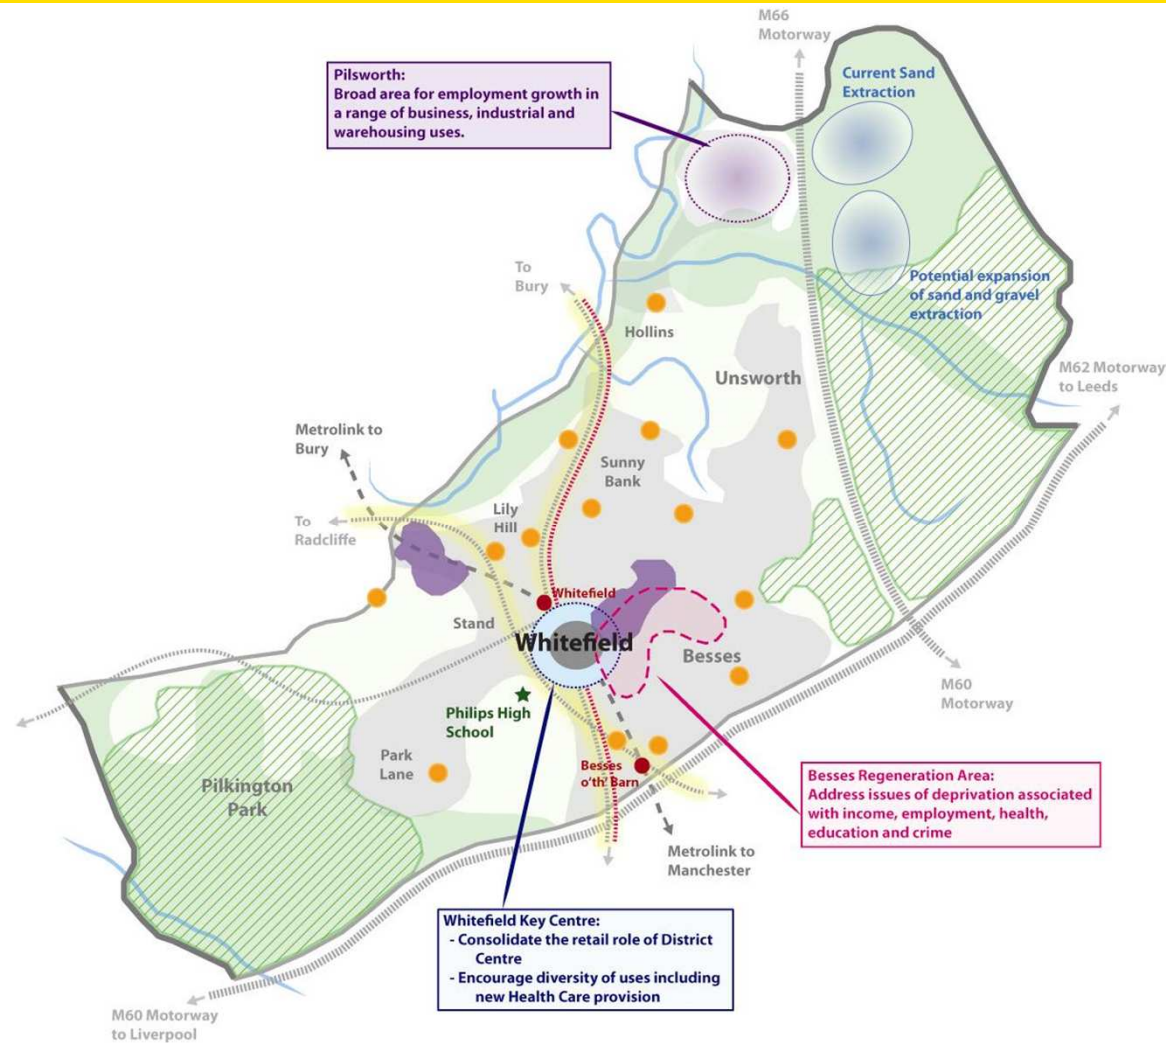 M66
Motorway
Pilsworth:
Broad area for employment growth in
a range of business, industrial and
warehousing uses.
Current Sand
Extraction
To
Bury
Potential expansion
of sand and gravel
extraction
Hollins
Unsworth
M62 Motorway
to Leeds
Metrolink to
Bury
Sunny
Bank
Lily
Hill
To
Radcliffe
Whitefield
Stand
Whitefield
Besses
M60
Motorway
Philips High
School
Park
Lane
Besses
o'th' Barn
Pilkington
Park
Besses Regeneration Area:
Address issues of deprivation associated
with income, employment, health,
education and crime
Metrolink to
Manchester
Whitefield Key Centre:
- Consolidate the retail role of District
Centre
- Encourage diversity of uses including
new Health Care provision
M60 Motorway
to Liverpool